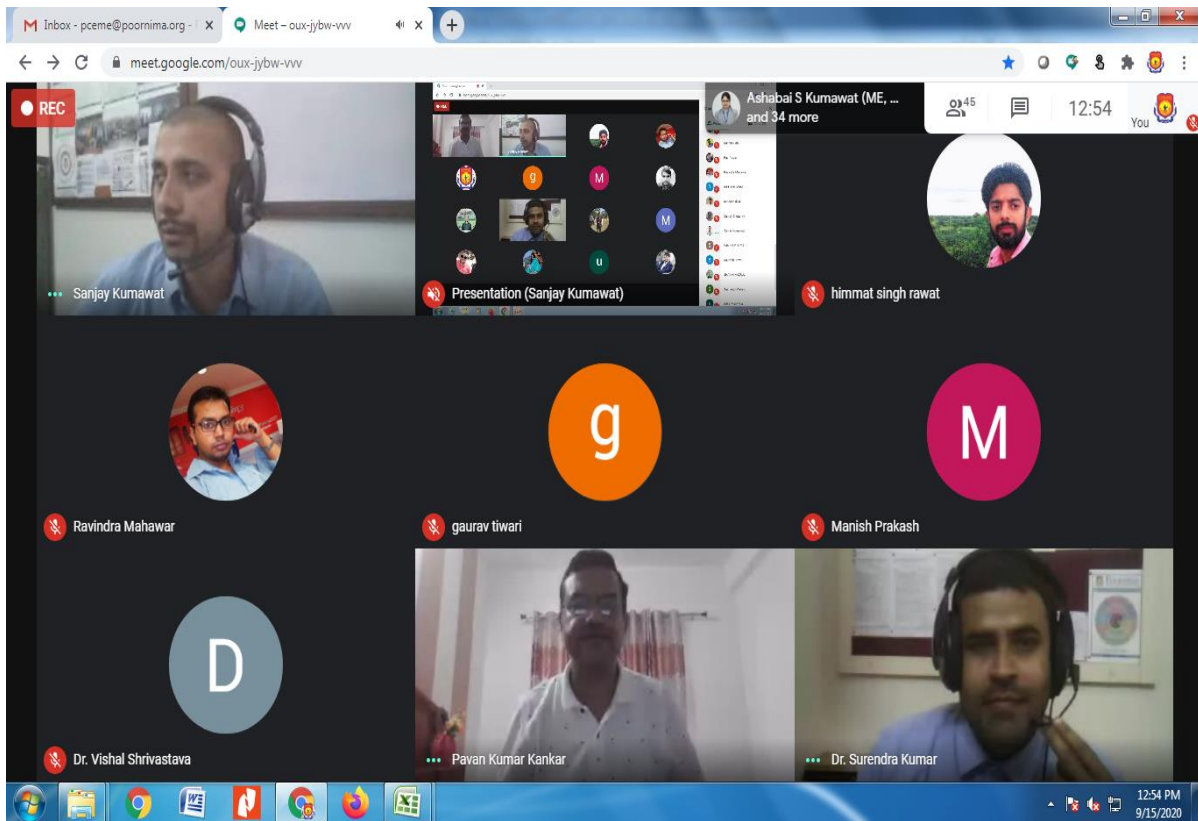 Inbox - pceme@poornima.org -
Meet – oux-jybw-vvv
meet.google.com/oux-jybw-vvv
REC
Ashabai S Kumawat (ME, ...
and 34 more
45
12:54
You
Sanjay Kumawat
Presentation (Sanjay Kumawat)
g
M
M
u
himmat singh rawat
g
M
Ravindra Mahawar
gaurav tiwari
Manish Prakash
D
Dr. Vishal Shrivastava
Pavan Kumar Kankar
Dr. Surendra Kumar
12:54 PM
9/15/2020